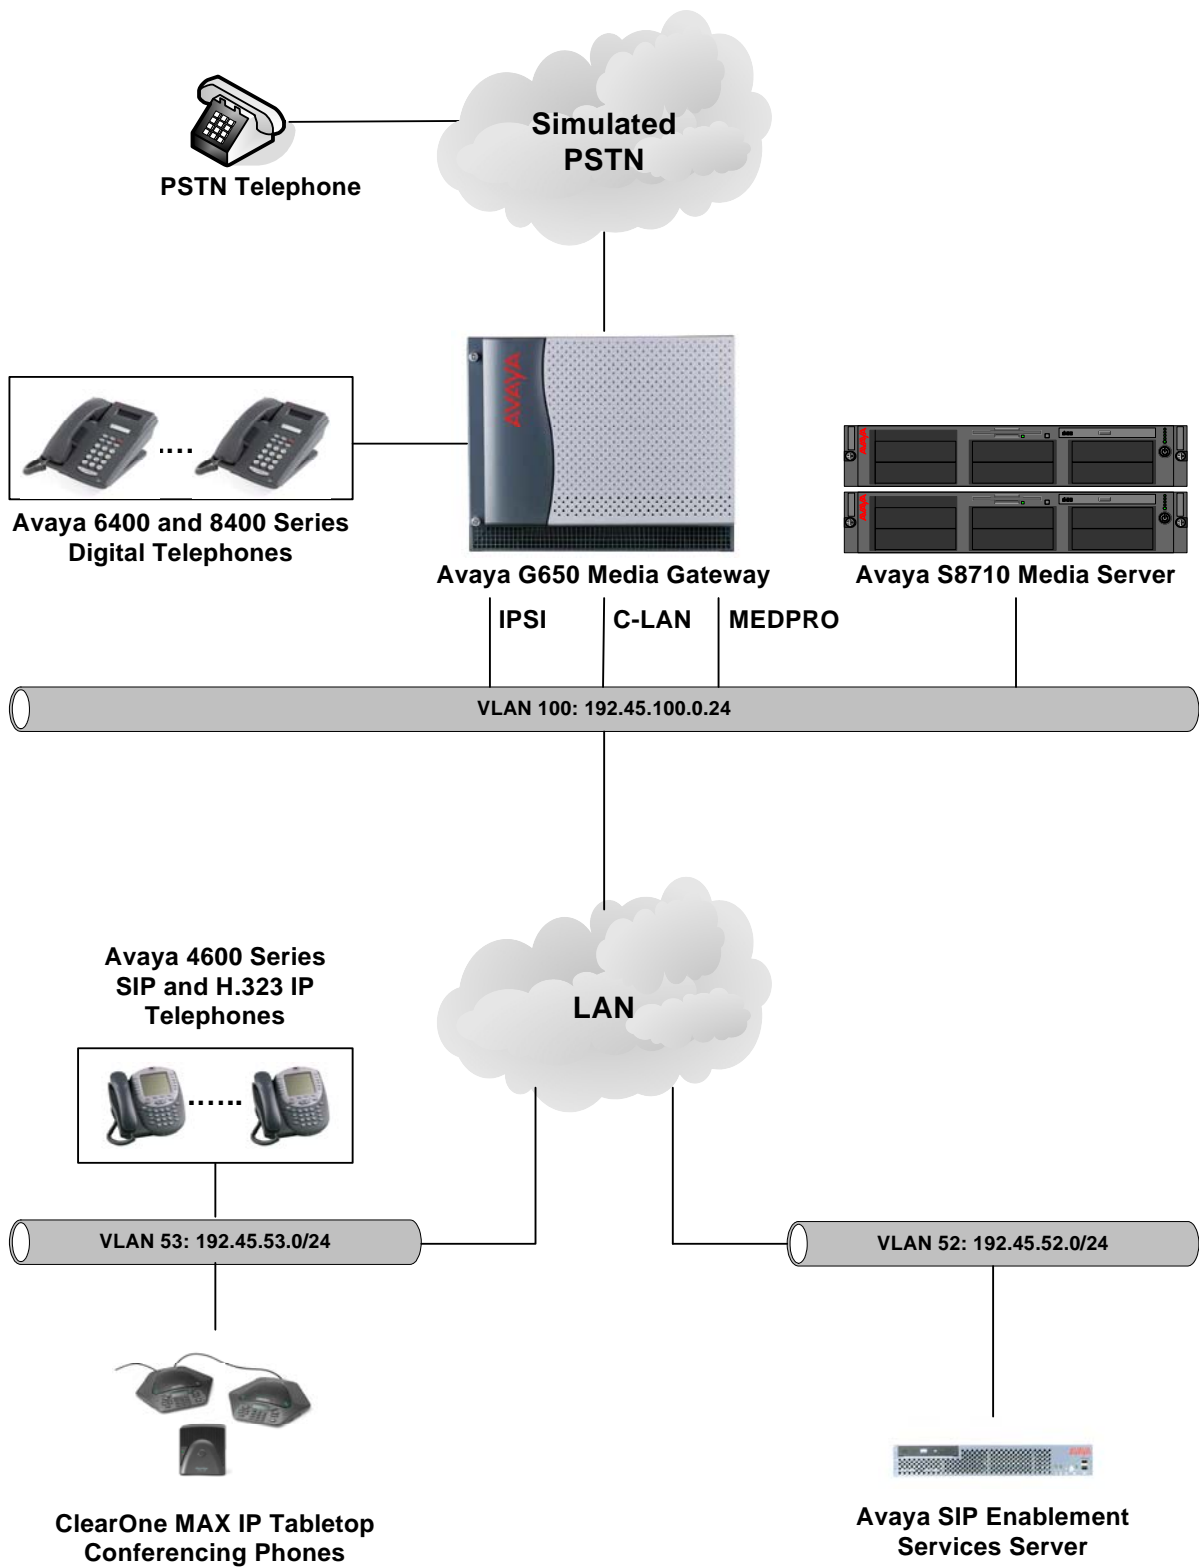 Simulated
PSTN
PSTN Telephone
AVAYA
AVAYA
AVAYA
....
Avaya 6400 and 8400 Series
Digital Telephones
Avaya G650 Media Gateway
Avaya S8710 Media Server
IPSI
C-LAN
MEDPRO
VLAN 100: 192.45.100.0.24
Avaya 4600 Series
SIP and H.323 IP
Telephones
LAN
......
VLAN 53: 192.45.53.0/24
VLAN 52: 192.45.52.0/24
AVAYA
ClearOne MAX IP Tabletop
Conferencing Phones
Avaya SIP Enablement
Services Server